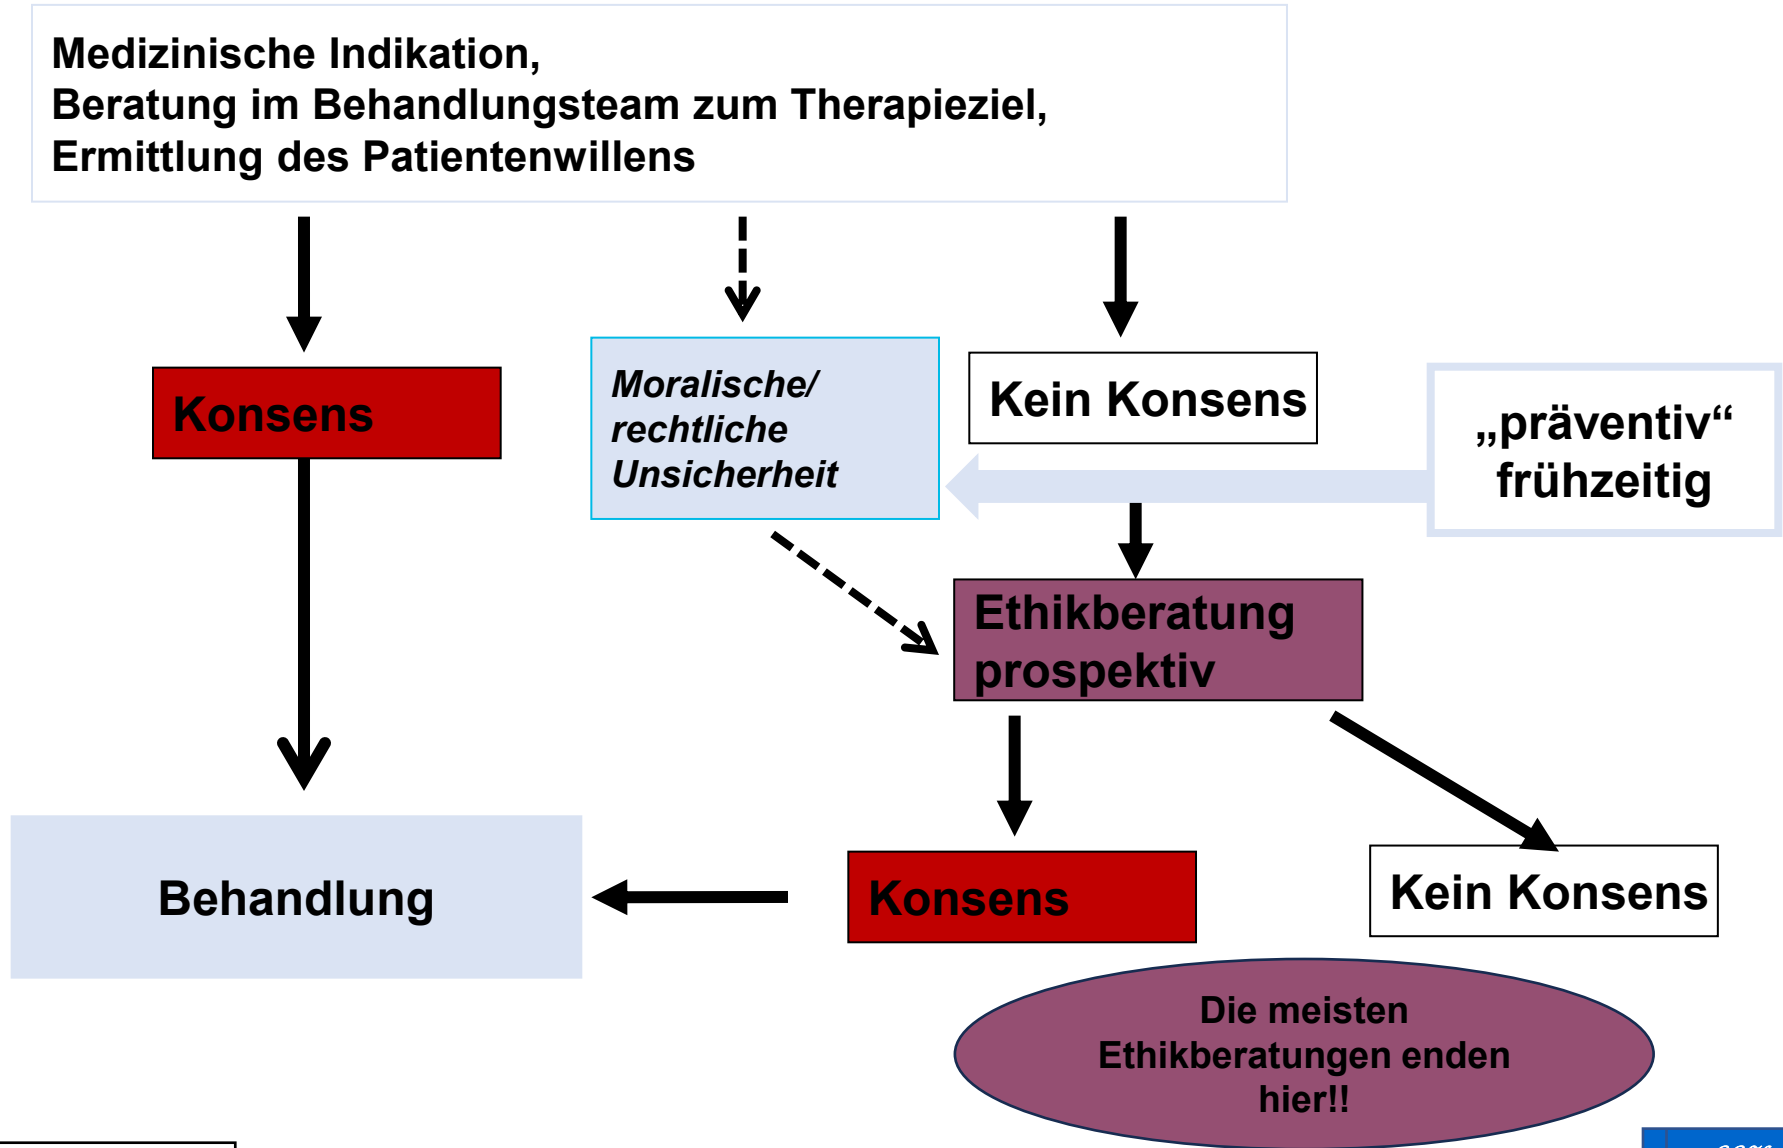 Medizinische Indikation,
Beratung im Behandlungsteam zum Therapieziel,
Ermittlung des Patientenwillens
Konsens
Moralische/
rechtliche
Unsicherheit
Kein Konsens
„präventiv“
frühzeitig
Ethikberatung
prospektiv
Behandlung
Konsens
Kein Konsens
Die meisten
Ethikberatungen enden
hier!!